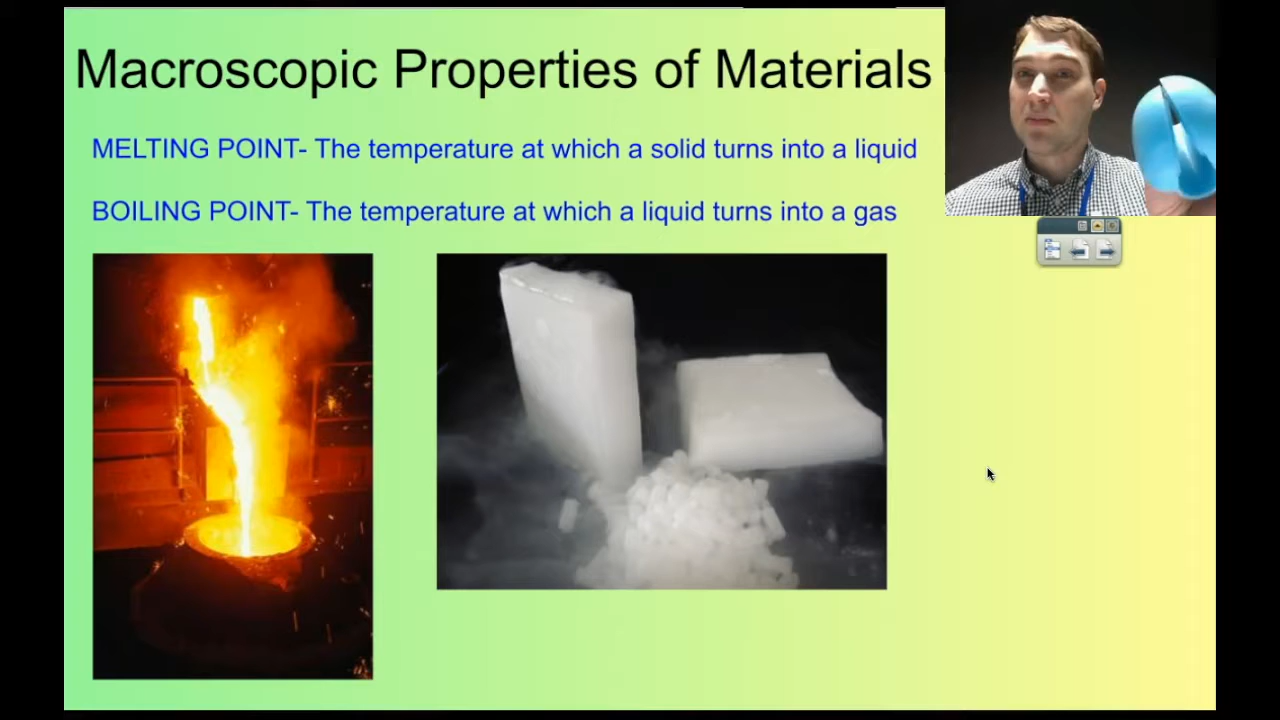 Macroscopic Properties of Materials
MELTING POINT- The temperature at which a solid turns into a liquid
BOILING POINT- The temperature at which a liquid turns into a gas